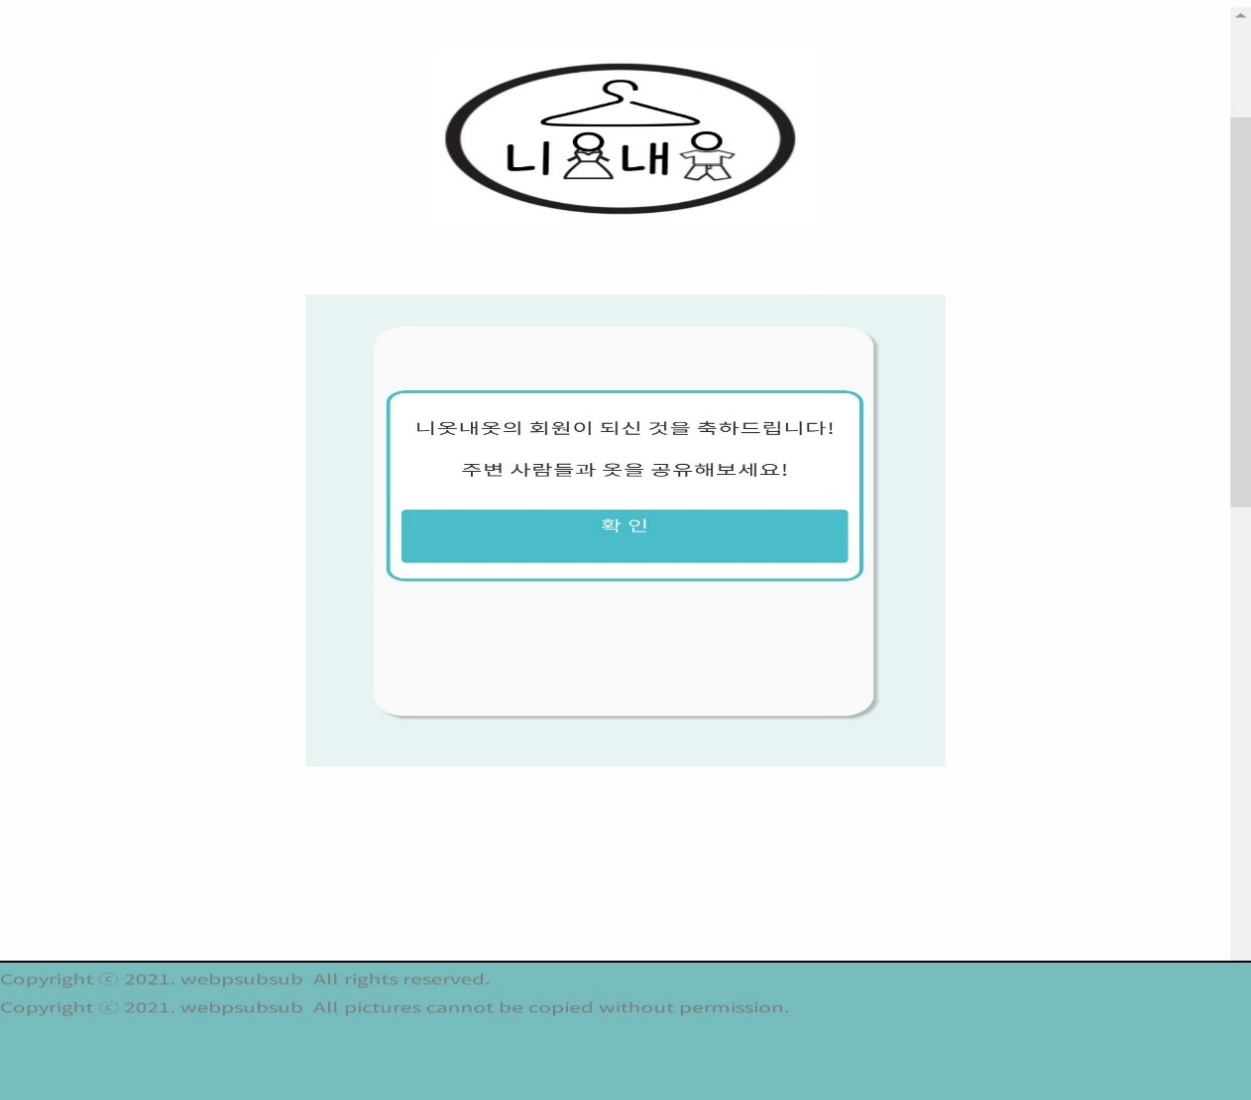 니옷내옷
니옷내옷의 회원이 되신 것을 축하드립니다!
주변 사람들과 옷을 공유해보세요!
확 인
Copyright ⓒ 2021. webpsubsub  All rights reserved.
Copyright ⓒ 2021. webpsubsub  All pictures cannot be copied without permission.